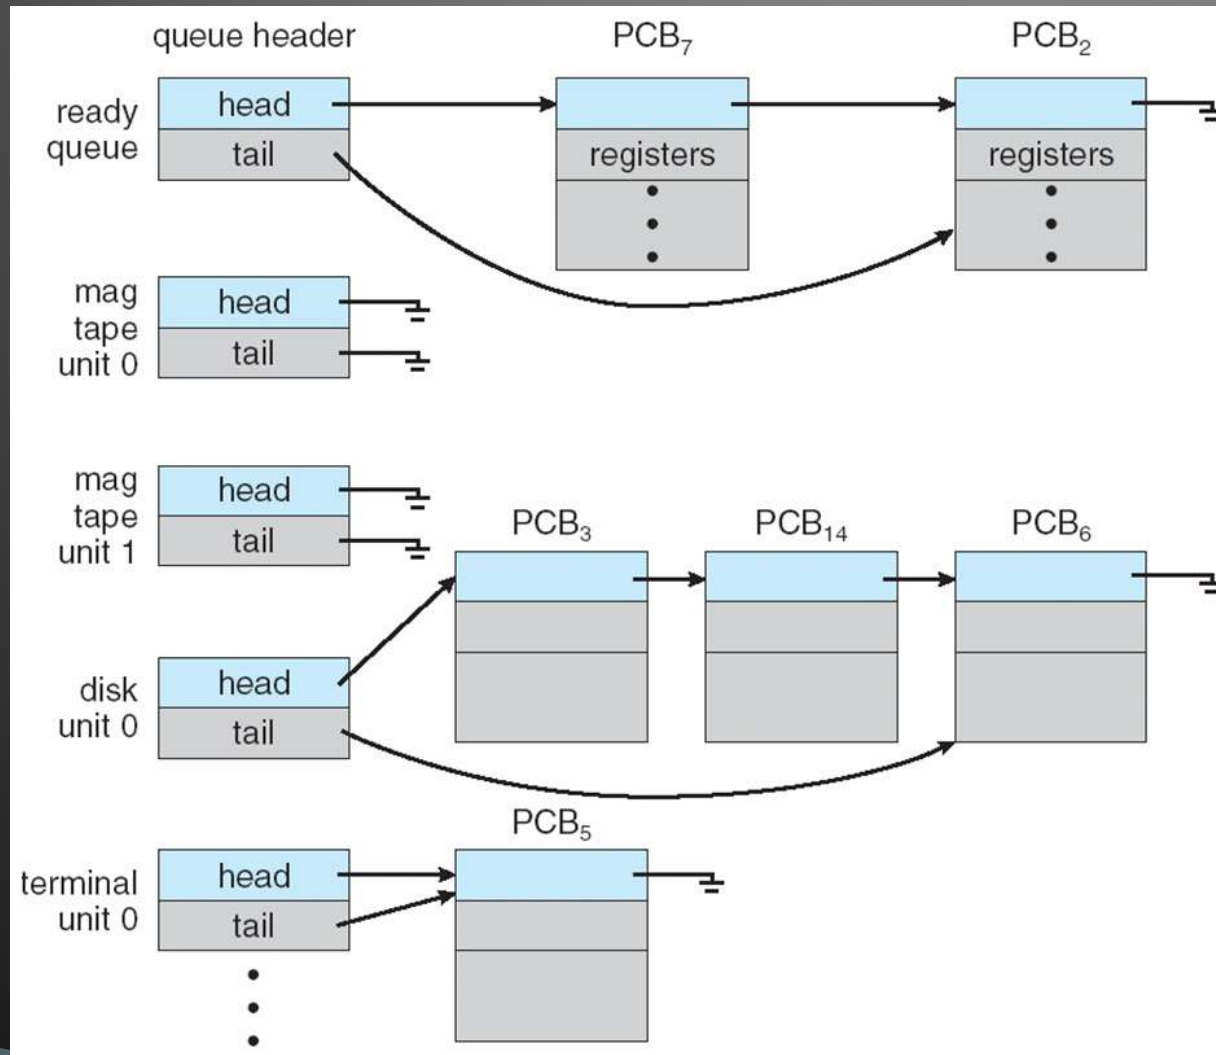 queue header
PCB7
PCB2
ready
queue
head
tail
registers
registers
mag
tape
unit 0
head
tail
mag
tape
unit 1
head
tail
PCB3
PCB14
PCB6
disk
unit 0
head
tail
PCB5
terminal
unit 0
head
tail